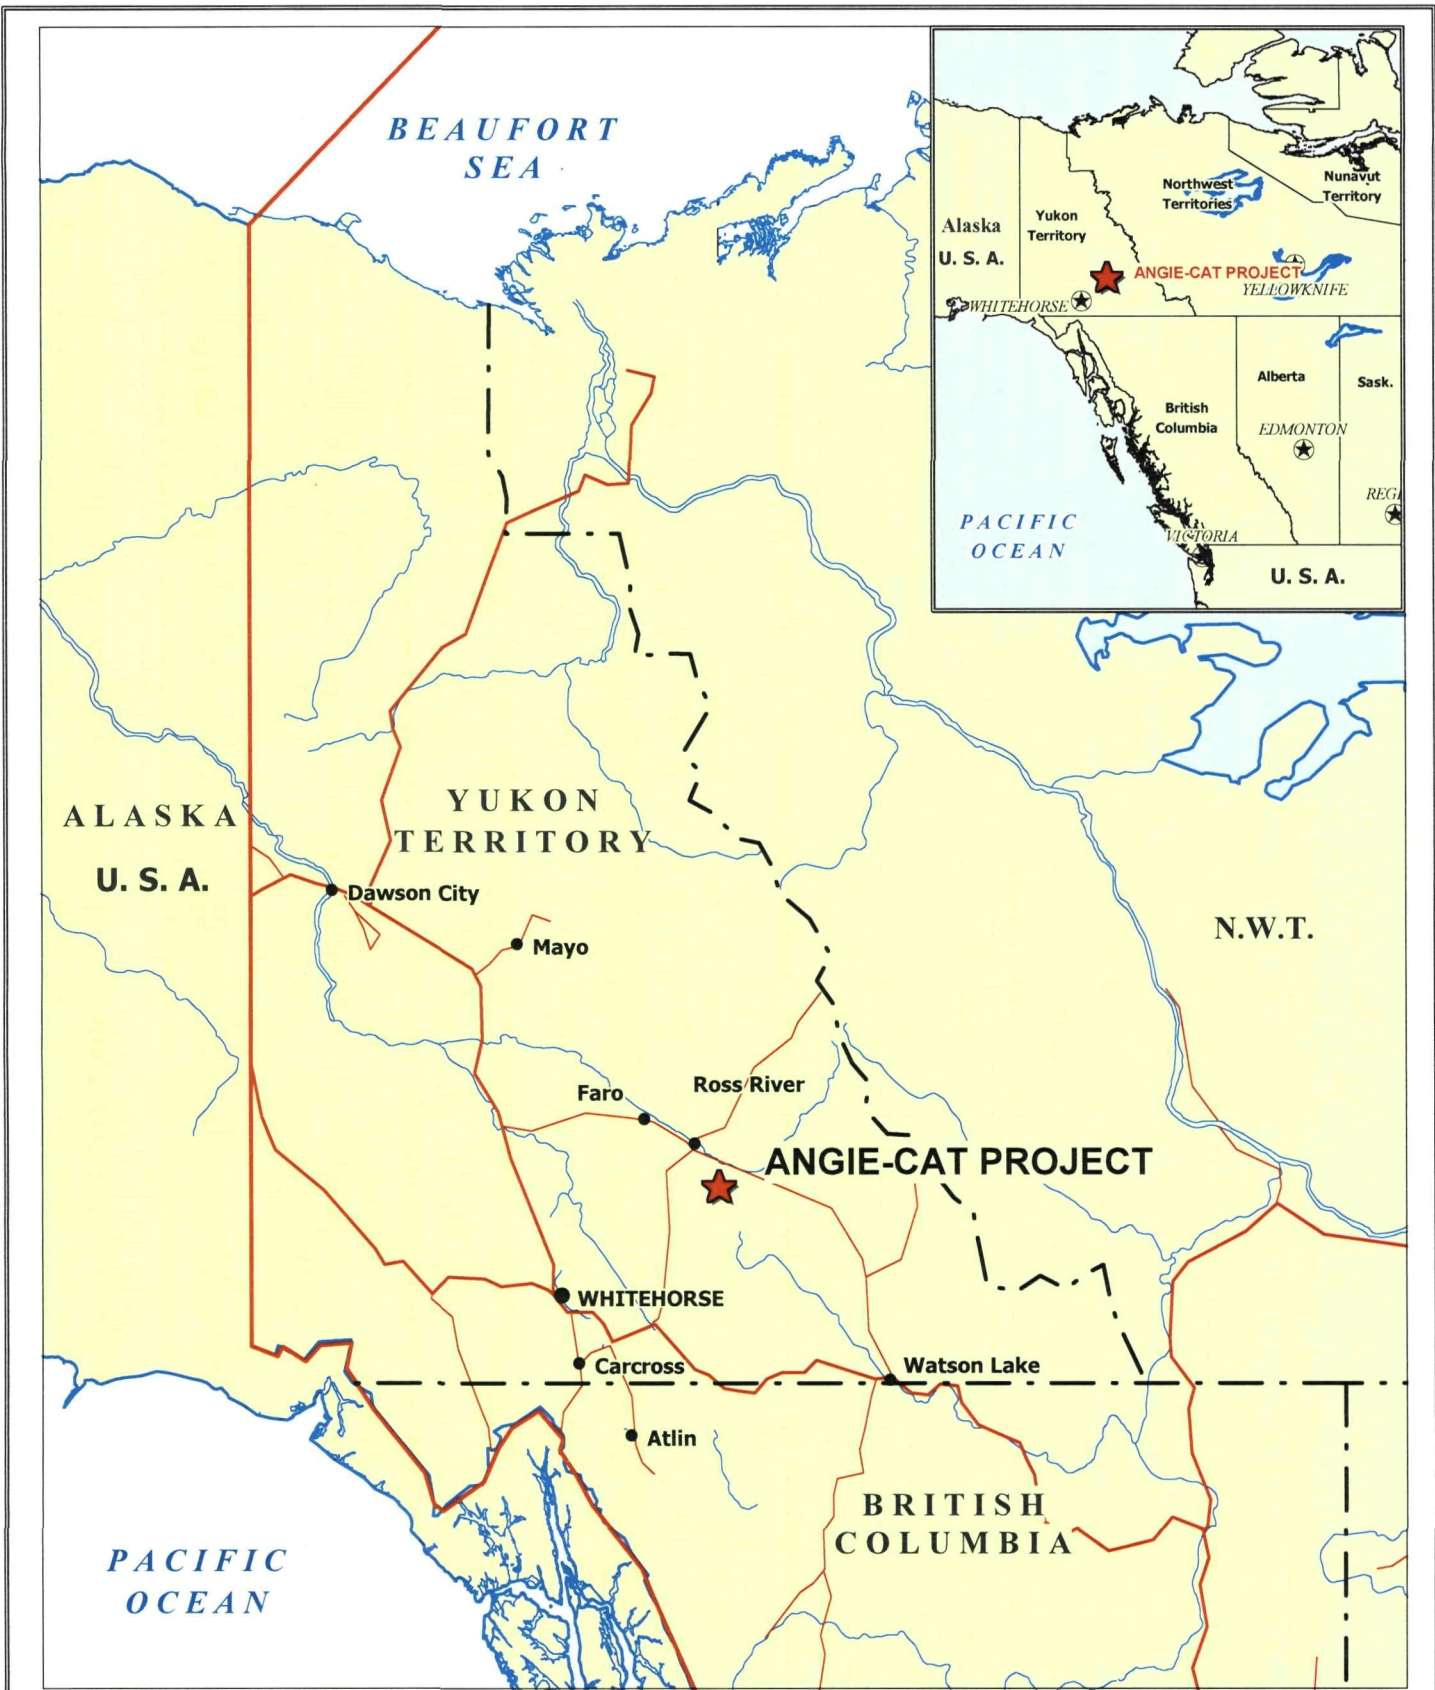 BEAUFORT
SEA
Northwest
Territories
Nunavut
Territory
Yukon
Territory
Alaska
U. S. A.
ANGIE-CAT PROJECT
YELLOWKNIFE
WHITEHORSE
Alberta
Sask.
British
Columbia
EDMONTON
REGI
PACIFIC
OCEAN
VICTORIA
U. S. A.
ALASKA
U. S. A.
YUKON
TERRITORY
Dawson City
Mayo
N.W.T.
Faro
Ross River
ANGIE-CAT PROJECT
WHITEHORSE
Carcross
Watson Lake
Atlin
BRITISH
COLUMBIA
PACIFIC
OCEAN